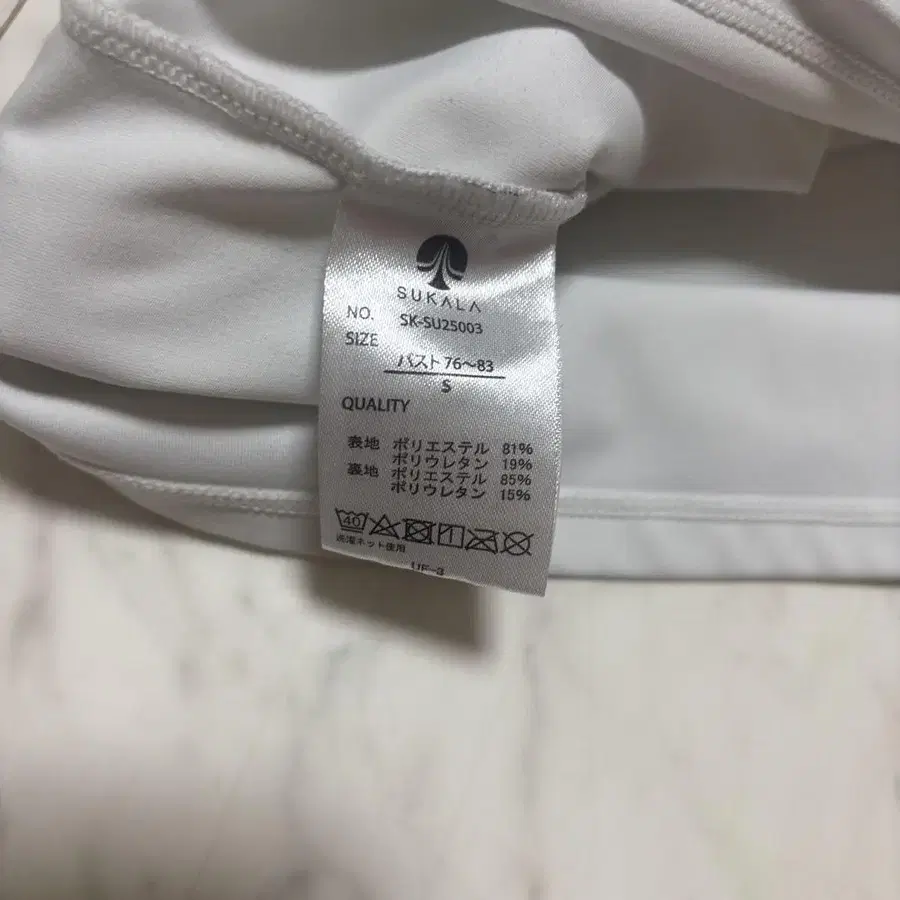 SUKALA
NO. SK-SU25003
SIZE バスト 76〜83
S
QUALITY
表地 ポリエステル 81%
ポリウレタン 19%
裏地 ポリエステル 85%
ポリウレタン 15%
40
洗濯ネット使用
UF-3